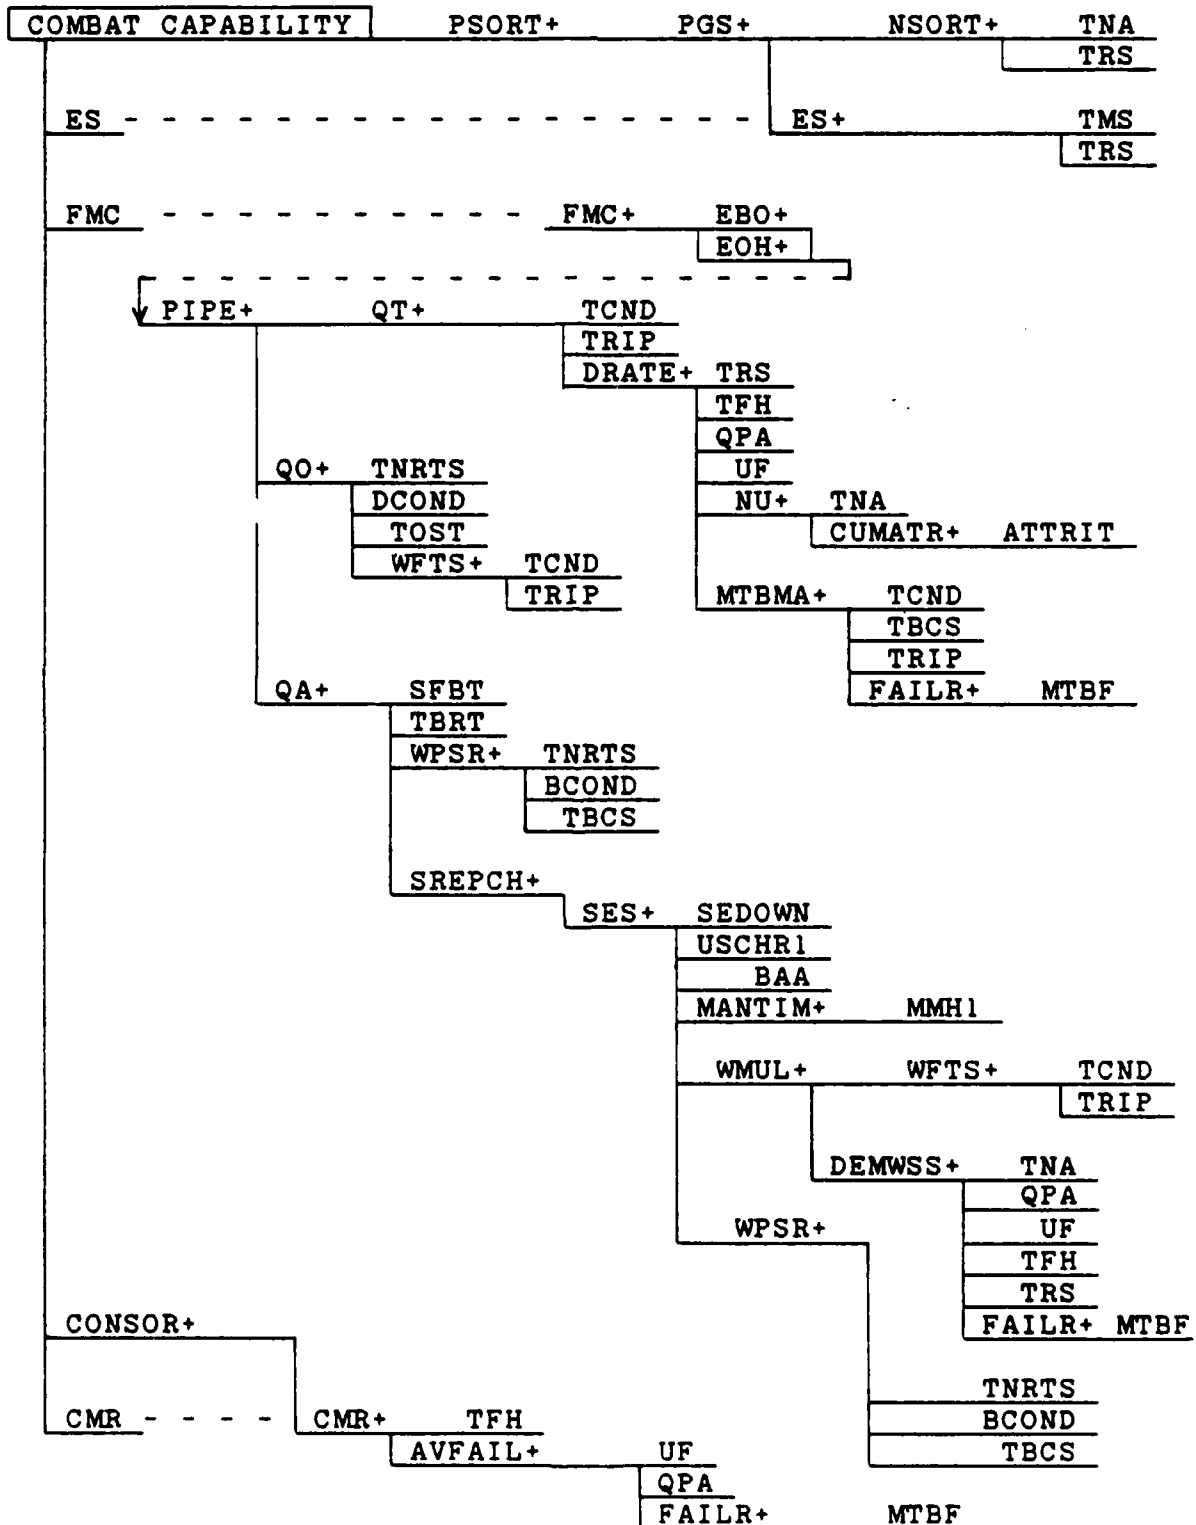 COMBAT CAPABILITY PSORT+ PGS+ NSORT+ TNA
TRS
ES ES+ TMS
TRS
FMC FMC+ EBO+
EOH+
PIPE+ QT+ TCND
TRIP
DRATE+ TRS
TFH
QPA
UF
QO+ TNRTS
NU+ TNA
DCOND
CUMATR+ ATTRIT
TOST
WFTS+ TCND
TRIP MTBMA+ TCND
TBCS
TRIP
QA+ SFBT FAILR+ MTBF
TBRT
WPSR+ TNRTS
BCOND
TBCS
SREPCH+
SES+ SEDOWN
USCHR1
BAA
MANTIM+ MMH1
WMUL+ WFTS+ TCND
TRIP
DEMWSS+ TNA
QPA
WPSR+ UF
TFH
TRS
CONSOR+ FAILR+ MTBF
TNRTS
CMR CMR+ TFH BCOND
AVFAIL+ UF TBCS
QPA
FAILR+ MTBF